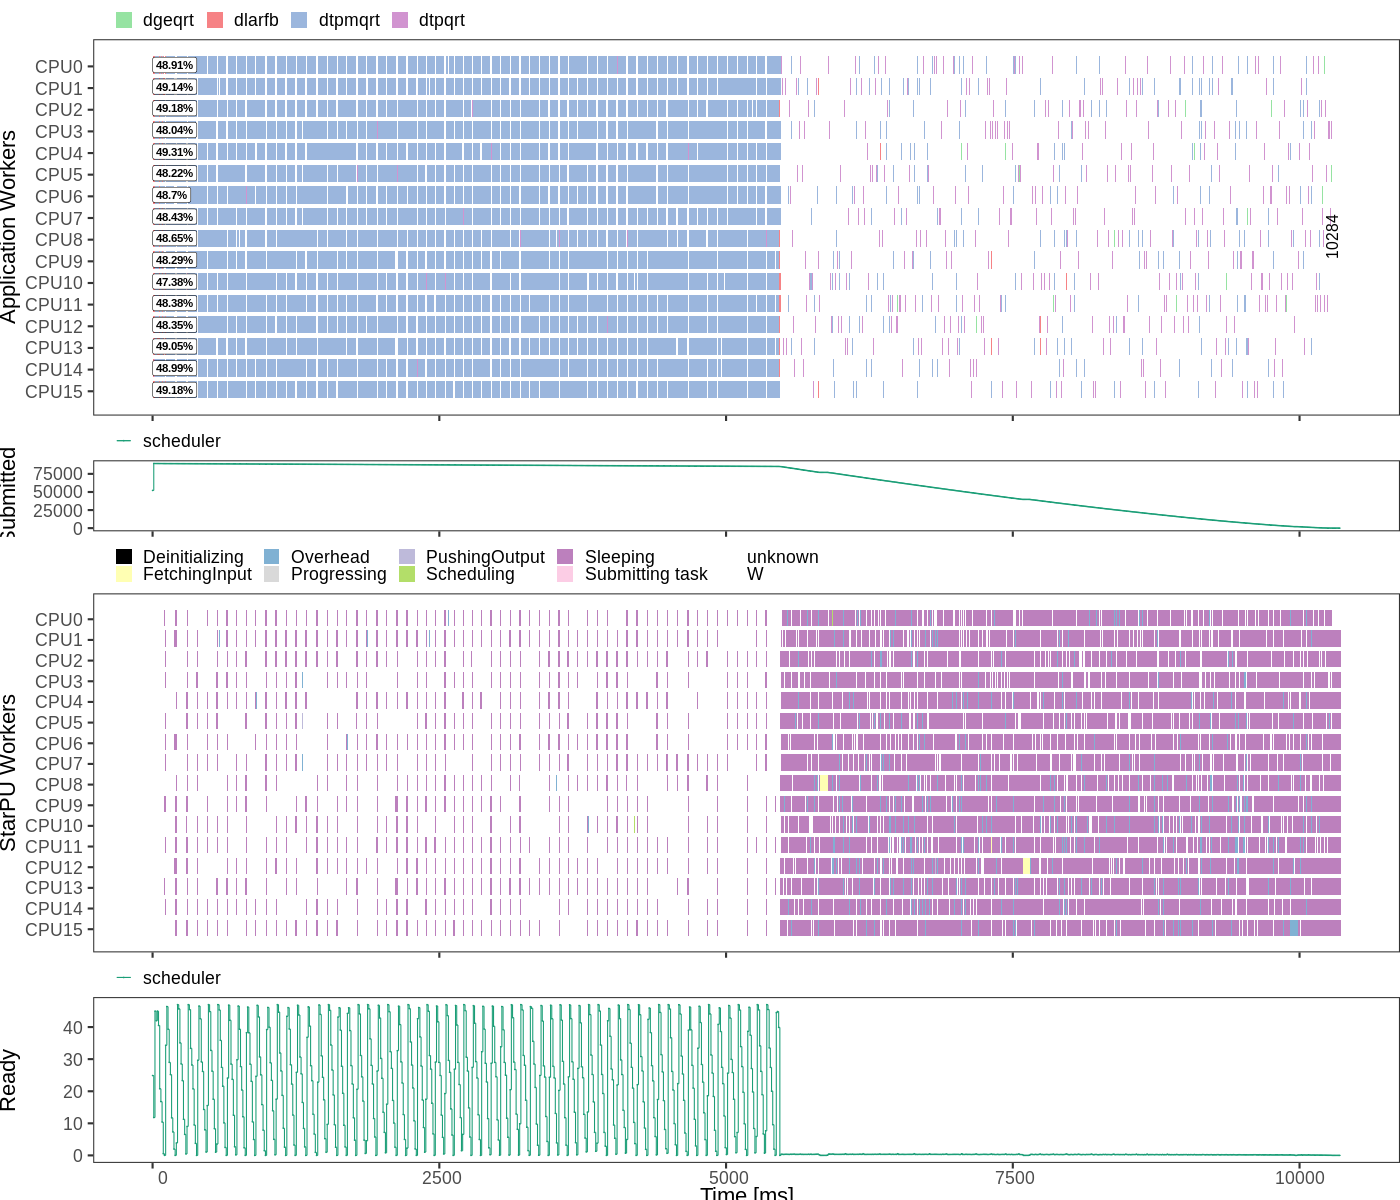 dgeqrt dlarfb dtpmqrt dtpqrt
Application Workers
CPU0 48.91%
CPU1 49.14%
CPU2 49.18%
CPU3 48.04%
CPU4 49.31%
CPU5 48.22%
CPU6 48.7%
CPU7 48.43%
CPU8 48.65%
CPU9 48.29%
CPU10 47.38%
CPU11 48.38%
CPU12 48.35%
CPU13 49.05%
CPU14 48.99%
CPU15 49.18%
10284
scheduler
Submitted
75000
50000
25000
0
Deinitializing Overhead PushingOutput Sleeping unknown
FetchingInput Progressing Scheduling Submitting task W
StarPU Workers
CPU0
CPU1
CPU2
CPU3
CPU4
CPU5
CPU6
CPU7
CPU8
CPU9
CPU10
CPU11
CPU12
CPU13
CPU14
CPU15
scheduler
Ready
40
30
20
10
0
0 2500 5000 7500 10000
Time [ms]